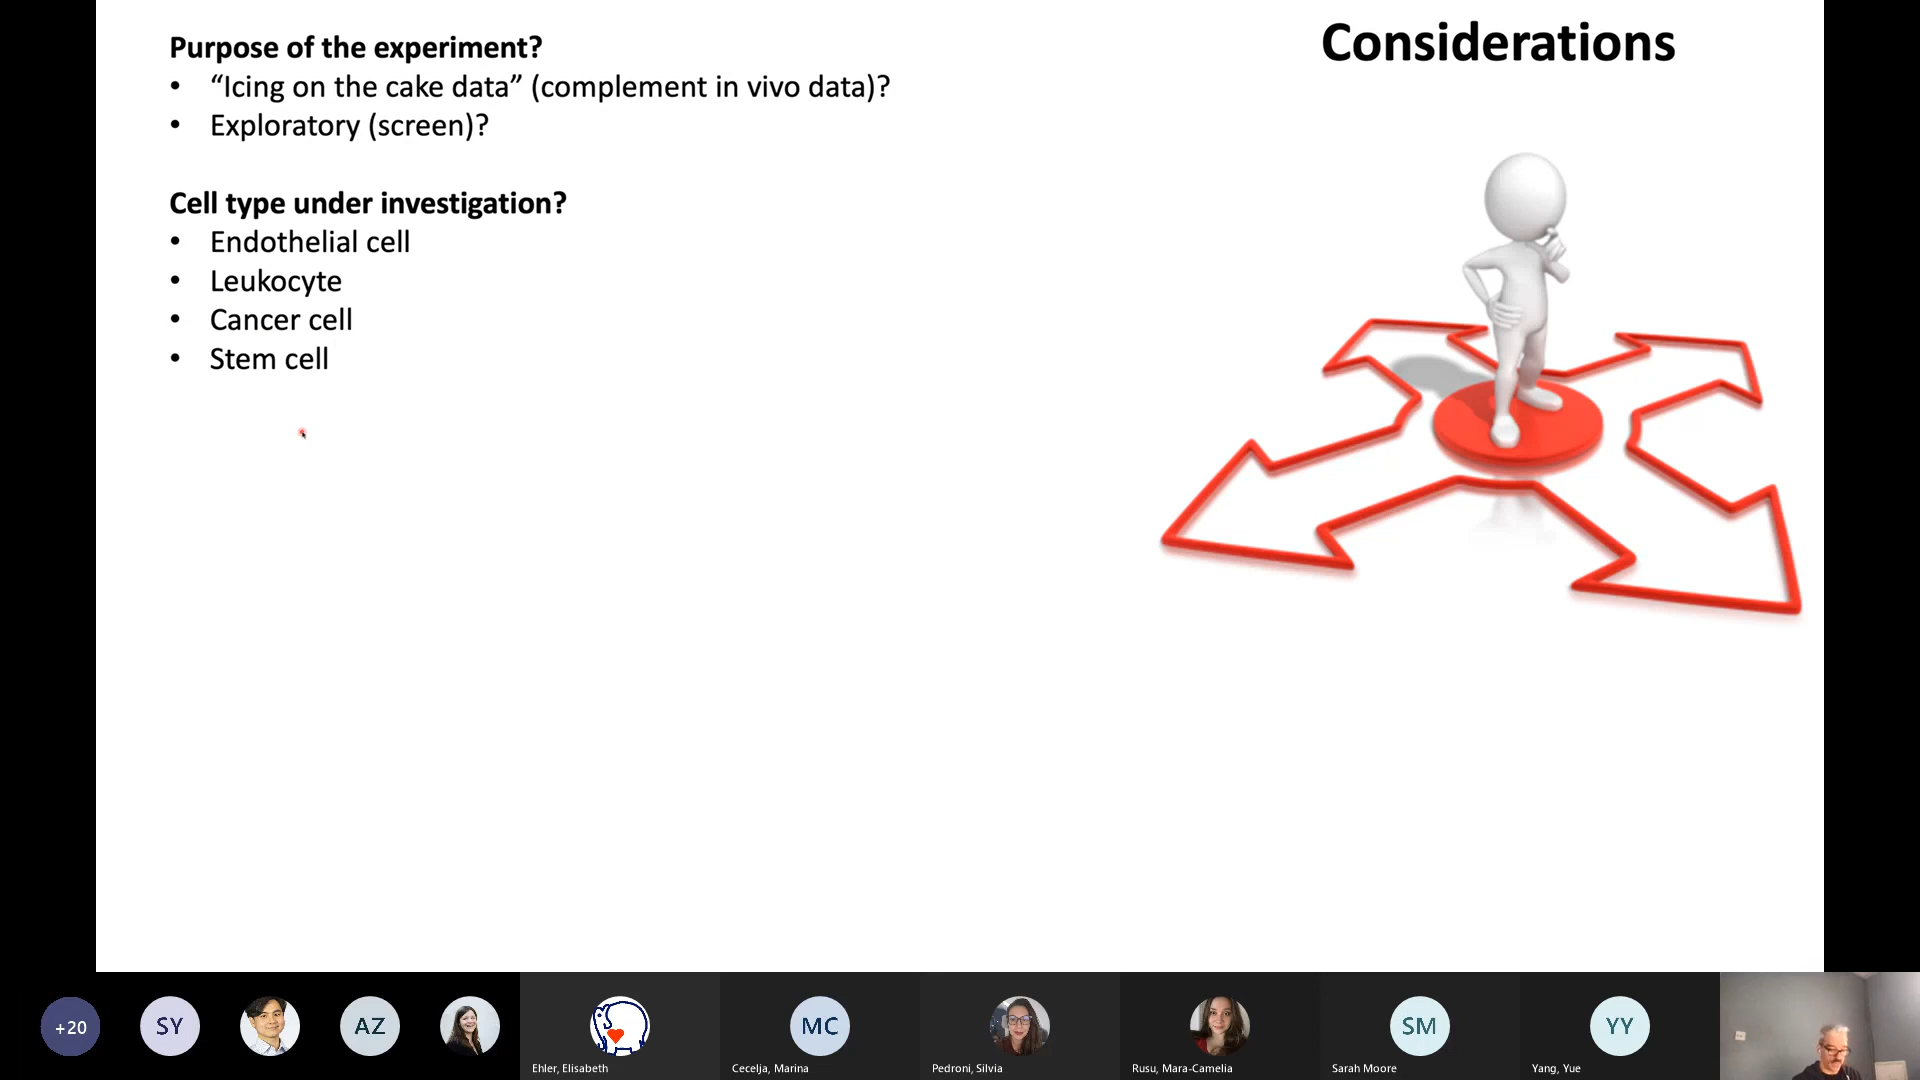 Considerations
Purpose of the experiment?
• “Icing on the cake data” (complement in vivo data)?
• Exploratory (screen)?
Cell type under investigation?
• Endothelial cell
• Leukocyte
• Cancer cell
• Stem cell
+20
SY
AZ
MC
SM
YY
Ehler, Elisabeth
Cecelja, Marina
Pedroni, Silvia
Rusu, Mara-Camelia
Sarah Moore
Yang, Yue